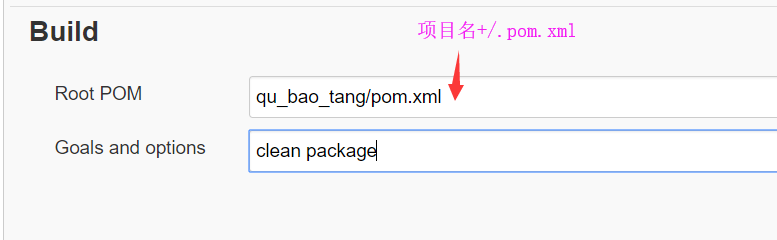 Build
项目名+/.pom.xml
Root POM
qu_bao_tang/pom.xml
Goals and options
clean package